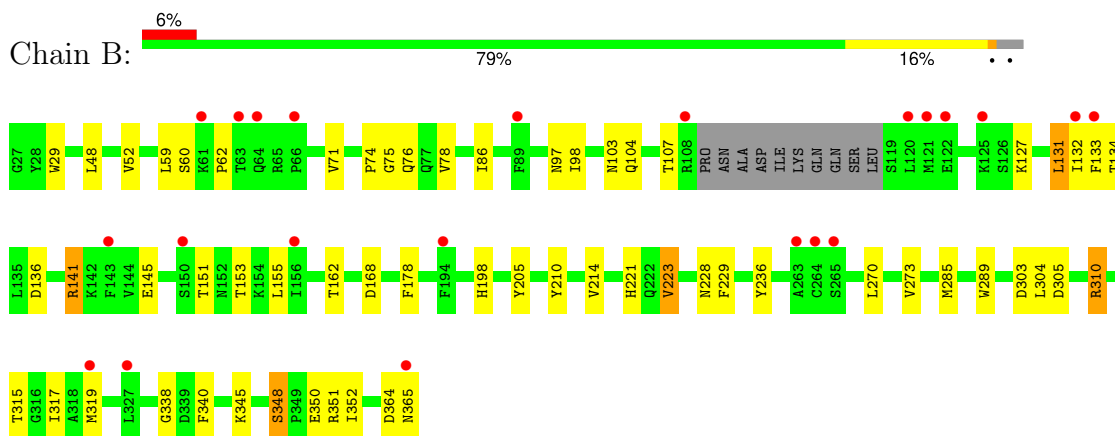 6%
Chain B:
79% 16% • •
G27 Y28 W29 L48 V52 L59 S60 K61 P62 T63 Q64 R65 P66 V71 P74 G75 Q76 Q77 V78 I86 F89 N97 I98 N103 Q104 T107 R108 PRO ASN ALA ASP ILE LYS GLN GLN SER LEU S119 L120 M121 E122 K125 S126 K127 L131 I132 F133 T134
L135 D136 R141 K142 F143 V144 E145 S150 T151 N152 T153 K154 L155 I156 T162 D168 F178 F194 H198 Y205 Y210 V214 H221 Q222 V223 N228 F229 Y236 A263 C264 S265 L270 V273 M285 W289 D303 L304 D305 R310
T315 G316 I317 A318 M319 L327 G338 D339 F340 K345 S348 P349 E350 R351 I352 D364 N365